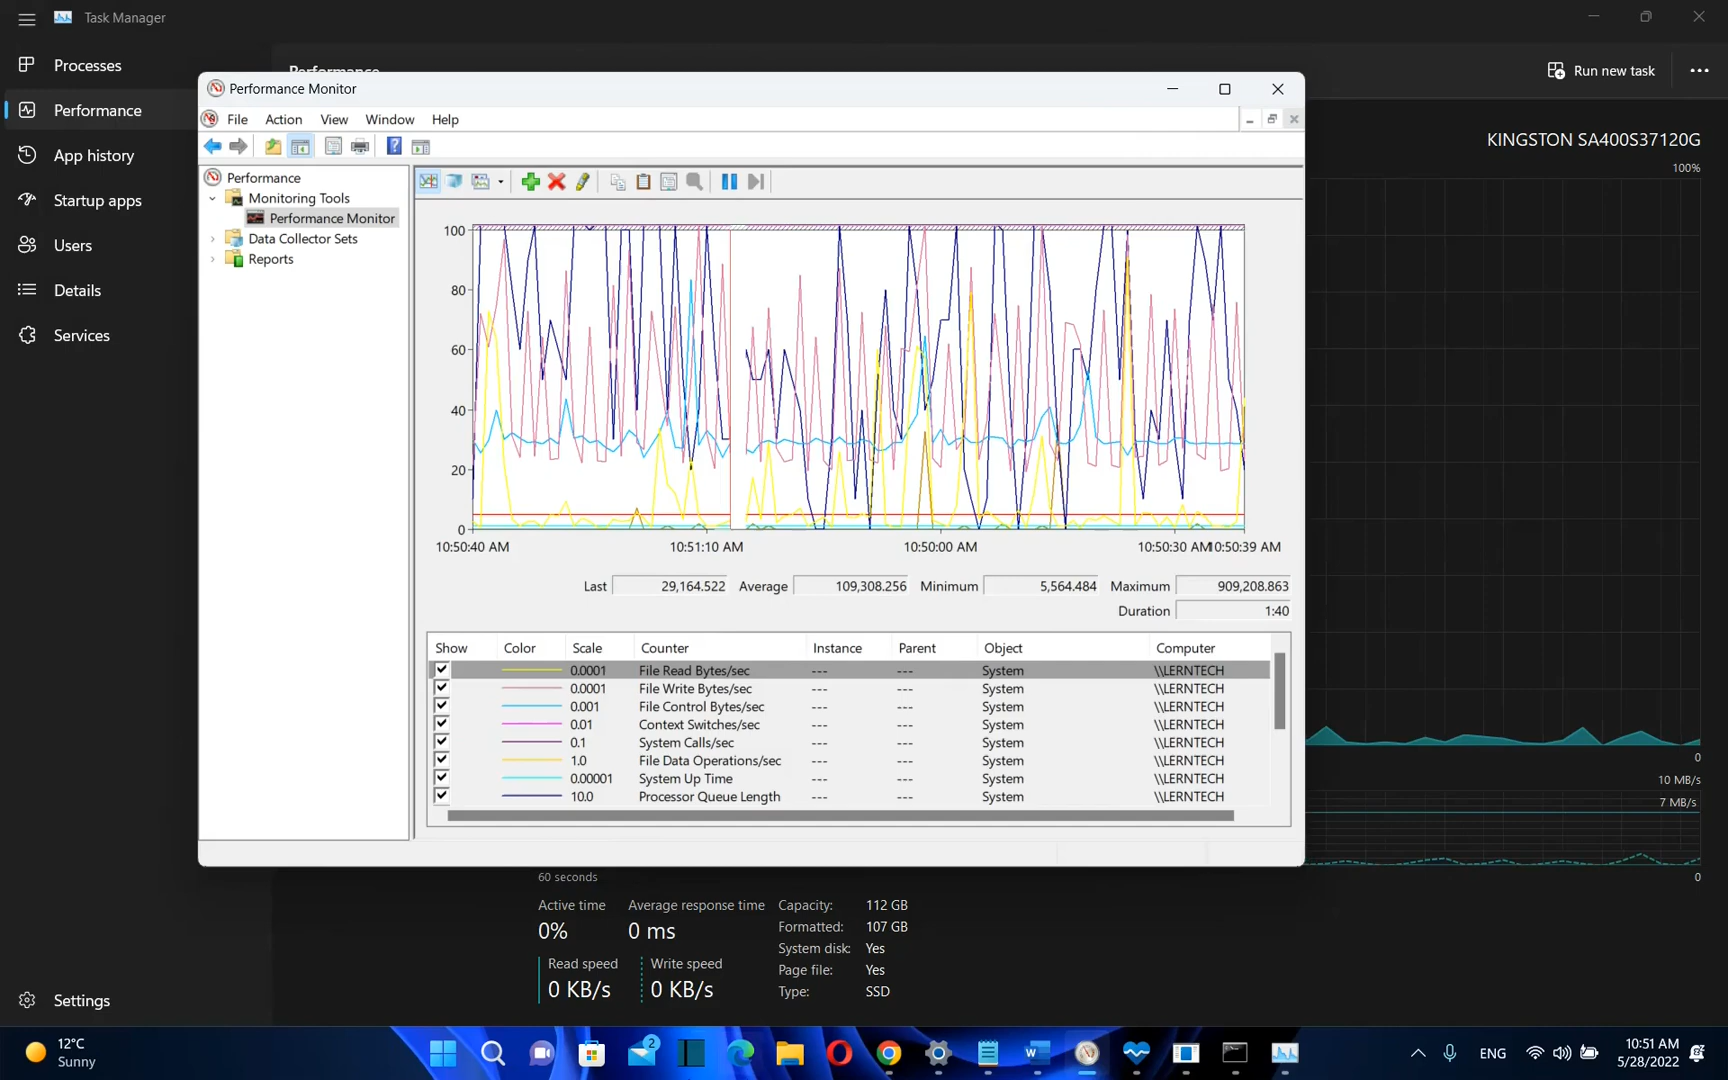 Task Manager
Processes
Performance
App history
Startup apps
Users
Details
Services
Settings
Performance
Run new task
KINGSTON SA400S37120G
100%
Performance Monitor
File Action View Window Help
Performance
Monitoring Tools
Performance Monitor
Data Collector Sets
Reports
100
80
60
40
20
0
10:50:40 AM 10:51:10 AM 10:50:00 AM 10:50:30 AM 10:50:39 AM
Last 29,164.522 Average 109,308.256 Minimum 5,564.484 Maximum 909,208.863
Duration 1:40
Show Color Scale Counter Instance Parent Object Computer
0.0001 File Read Bytes/sec --- --- System \\LERNTECH
0.0001 File Write Bytes/sec --- --- System \\LERNTECH
0.001 File Control Bytes/sec --- --- System \\LERNTECH
0.01 Context Switches/sec --- --- System \\LERNTECH
0.1 System Calls/sec --- --- System \\LERNTECH
1.0 File Data Operations/sec --- --- System \\LERNTECH
0.00001 System Up Time --- --- System \\LERNTECH
10.0 Processor Queue Length --- --- System \\LERNTECH
0
10 MB/s
7 MB/s
0
60 seconds
Active time
0%
Average response time
0 ms
Read speed
0 KB/s
Write speed
0 KB/s
Capacity: 112 GB
Formatted: 107 GB
System disk: Yes
Page file: Yes
Type: SSD
12°C
Sunny
2
W
ENG
10:51 AM
5/28/2022